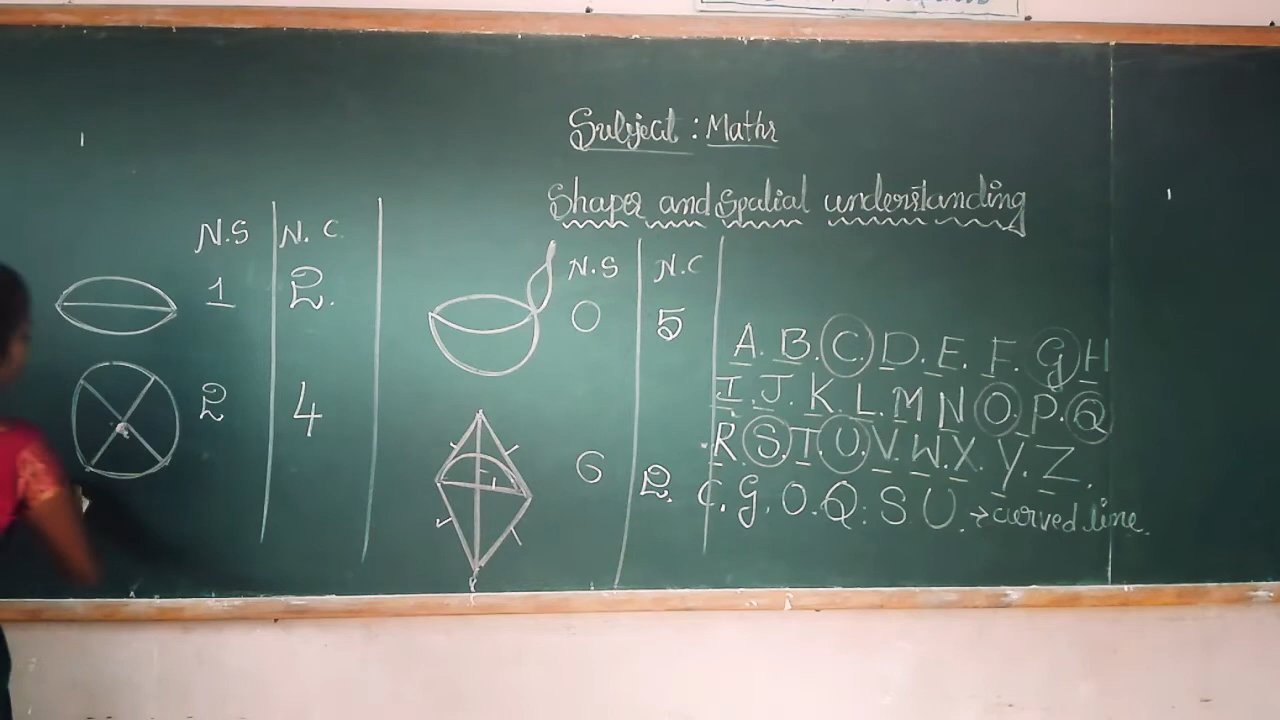 Subject : Maths
Shapes and Spatial understanding
N.S N.C
1 2.
2 4
N.S N.C
0 5
6 2.
A. B. C. D. E. F. G H
I. J. K L. M N O. P. Q
R S. T. U. V. W. X. Y. Z.
C. G. O. Q. S U. → curved line.